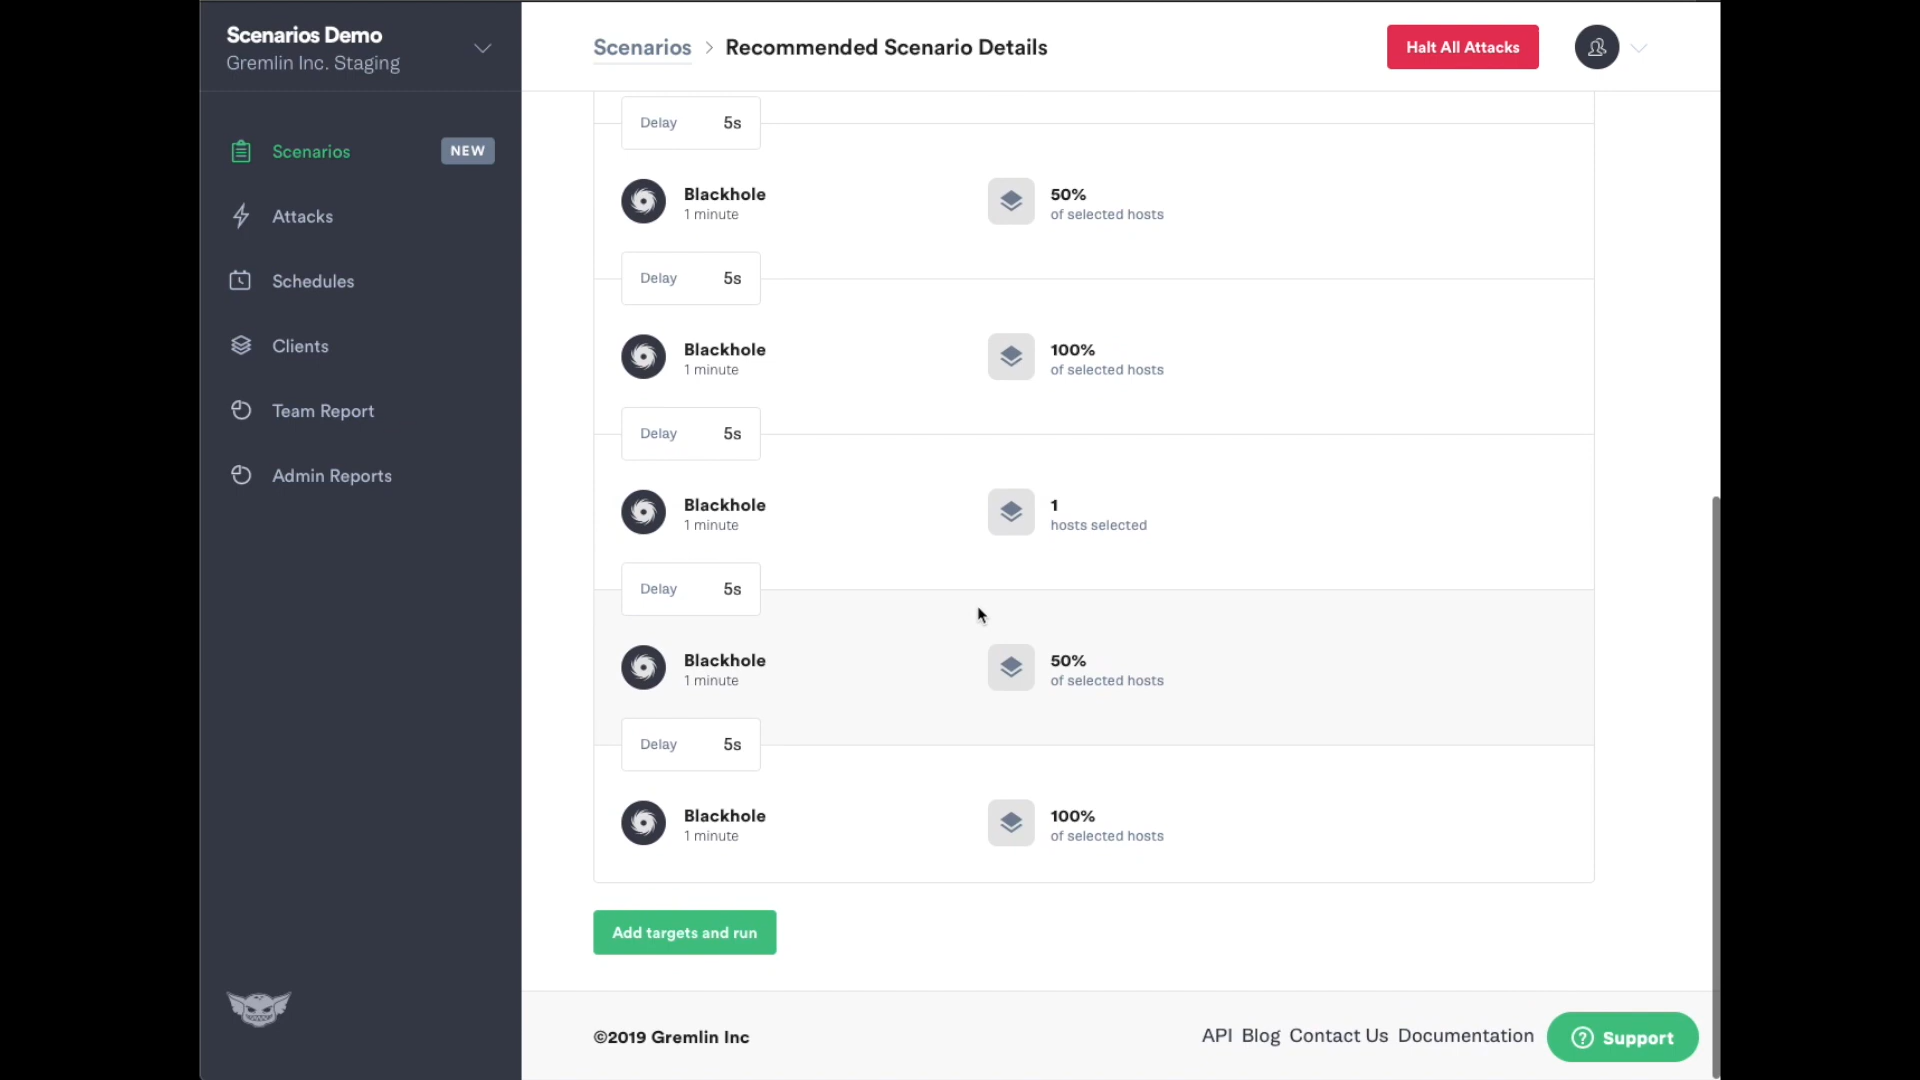 Scenarios Demo
Gremlin Inc. Staging
Scenarios
NEW
Attacks
Schedules
Clients
Team Report
Admin Reports
Scenarios > Recommended Scenario Details
Halt All Attacks
Delay 5s
Blackhole
1 minute
50%
of selected hosts
Delay 5s
Blackhole
1 minute
100%
of selected hosts
Delay 5s
Blackhole
1 minute
1
hosts selected
Delay 5s
Blackhole
1 minute
50%
of selected hosts
Delay 5s
Blackhole
1 minute
100%
of selected hosts
Add targets and run
©2019 Gremlin Inc
API Blog Contact Us Documentation
Support